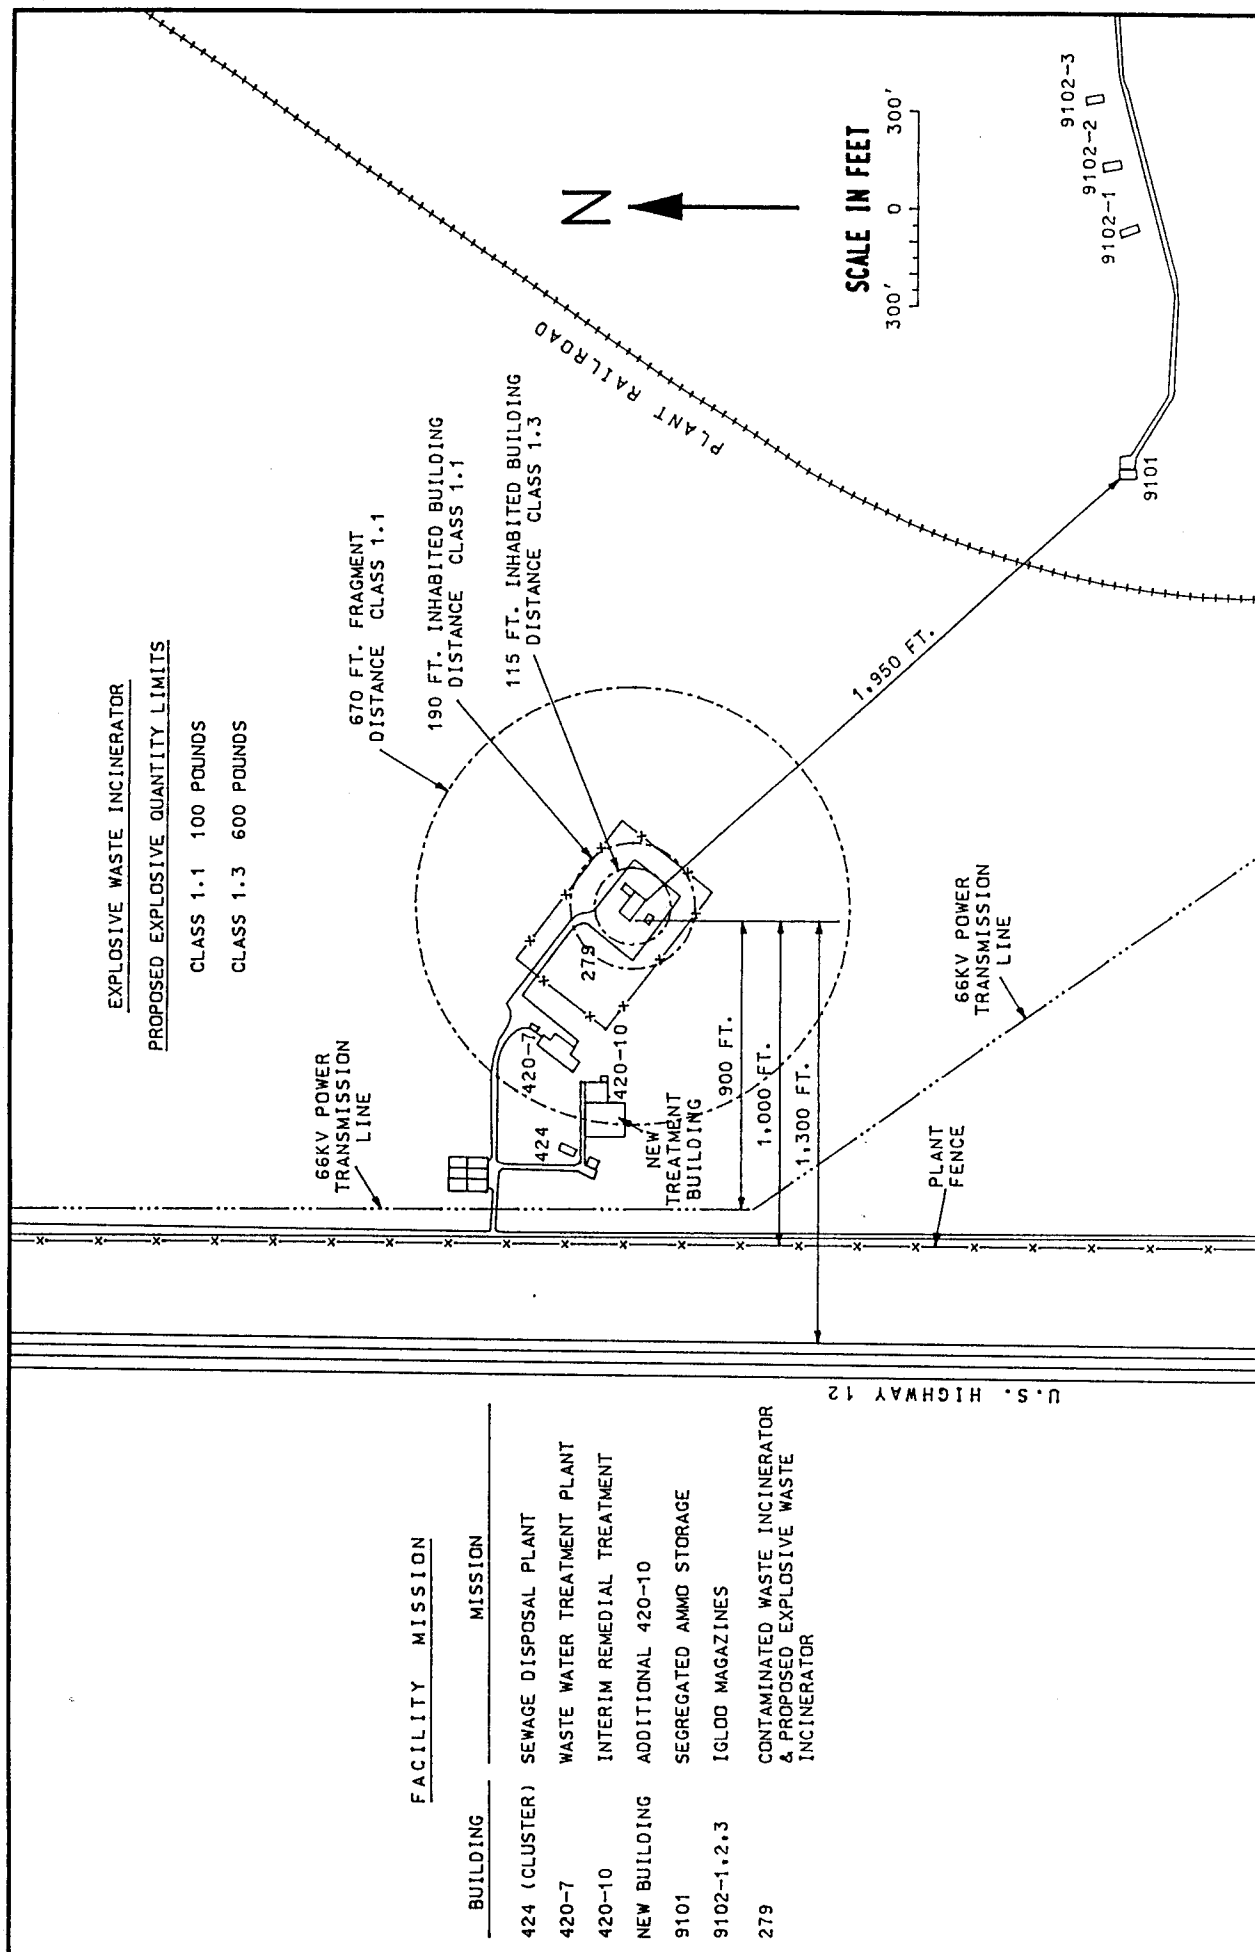 FACILITY MISSION
BUILDING MISSION
424 (CLUSTER) SEWAGE DISPOSAL PLANT
420-7 WASTE WATER TREATMENT PLANT
420-10 INTERIM REMEDIAL TREATMENT
NEW BUILDING ADDITIONAL 420-10
9101 SEGREGATED AMMO STORAGE
9102-1,2,3 IGLOO MAGAZINES
279 CONTAMINATED WASTE INCINERATOR
& PROPOSED EXPLOSIVE WASTE
INCINERATOR
U.S. HIGHWAY 12
EXPLOSIVE WASTE INCINERATOR
PROPOSED EXPLOSIVE QUANTITY LIMITS
CLASS 1.1 100 POUNDS
CLASS 1.3 600 POUNDS
66KV POWER
TRANSMISSION
LINE
670 FT. FRAGMENT
DISTANCE CLASS 1.1
190 FT. INHABITED BUILDING
DISTANCE CLASS 1.1
115 FT. INHABITED BUILDING
DISTANCE CLASS 1.3
424
420-7
420-10
279
NEW
TREATMENT
BUILDING
900 FT.
1,000 FT.
1,300 FT.
PLANT
FENCE
66KV POWER
TRANSMISSION
LINE
1,950 FT.
PLANT RAILROAD
N
SCALE IN FEET
300' 0 300'
9101
9102-1
9102-2
9102-3